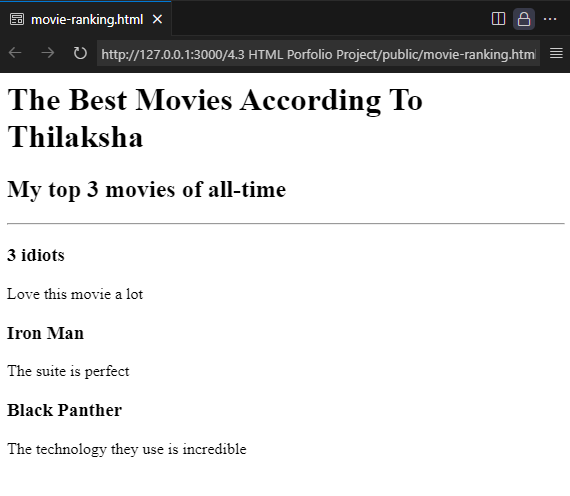 movie-ranking.html
http://127.0.0.1:3000/4.3 HTML Porfolio Project/public/movie-ranking.html
The Best Movies According To
Thilaksha
My top 3 movies of all-time
3 idiots
Love this movie a lot
Iron Man
The suite is perfect
Black Panther
The technology they use is incredible